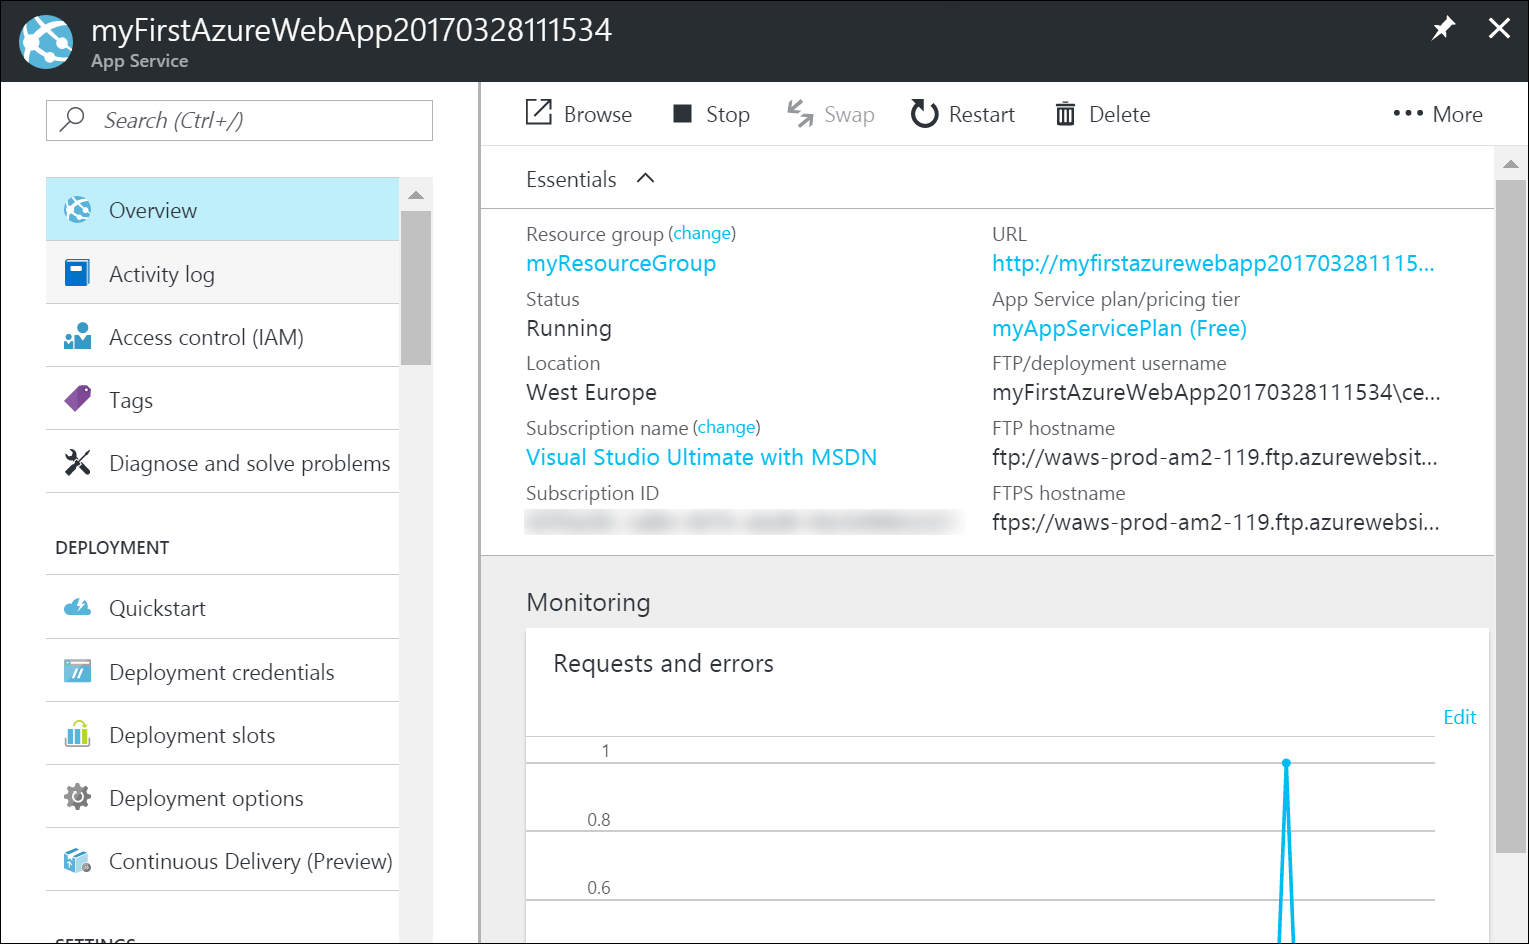 myFirstAzureWebApp20170328111534
App Service
Search (Ctrl+/)
Overview
Activity log
Access control (IAM)
Tags
Diagnose and solve problems
DEPLOYMENT
Quickstart
Deployment credentials
Deployment slots
Deployment options
Continuous Delivery (Preview)
SETTINGS
Browse Stop Swap Restart Delete ••• More
Essentials
Resource group (change)
myResourceGroup
Status
Running
Location
West Europe
Subscription name (change)
Visual Studio Ultimate with MSDN
Subscription ID
URL
http://myfirstazurewebapp201703281115...
App Service plan/pricing tier
myAppServicePlan (Free)
FTP/deployment username
myFirstAzureWebApp20170328111534\ce...
FTP hostname
ftp://waws-prod-am2-119.ftp.azurewebsit...
FTPS hostname
ftps://waws-prod-am2-119.ftp.azurewebsi...
Monitoring
Requests and errors
Edit
1
0.8
0.6